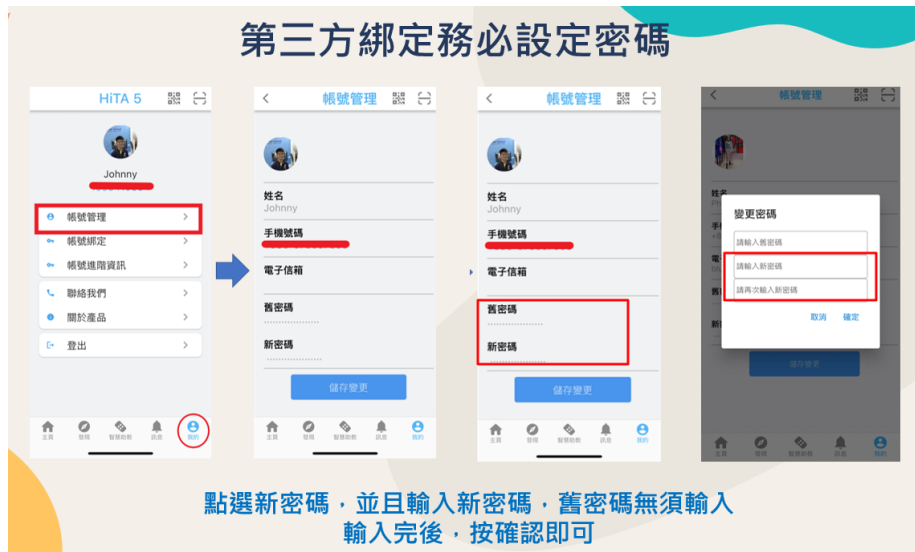 第三方綁定務必設定密碼
HiTA 5
Johnny
帳號管理
帳號綁定
帳號進階資訊
聯絡我們
關於產品
登出
主頁
發現
智慧助教
訊息
我的
帳號管理
姓名
Johnny
手機號碼
電子信箱
舊密碼
新密碼
儲存變更
主頁
發現
智慧助教
訊息
我的
帳號管理
姓名
Johnny
手機號碼
電子信箱
舊密碼
新密碼
儲存變更
主頁
發現
智慧助教
訊息
我的
帳號管理
姓名
變更密碼
請輸入舊密碼
請輸入新密碼
請再次輸入新密碼
取消 確定
儲存變更
主頁
發現
智慧助教
訊息
我的
點選新密碼，並且輸入新密碼，舊密碼無須輸入
輸入完後，按確認即可